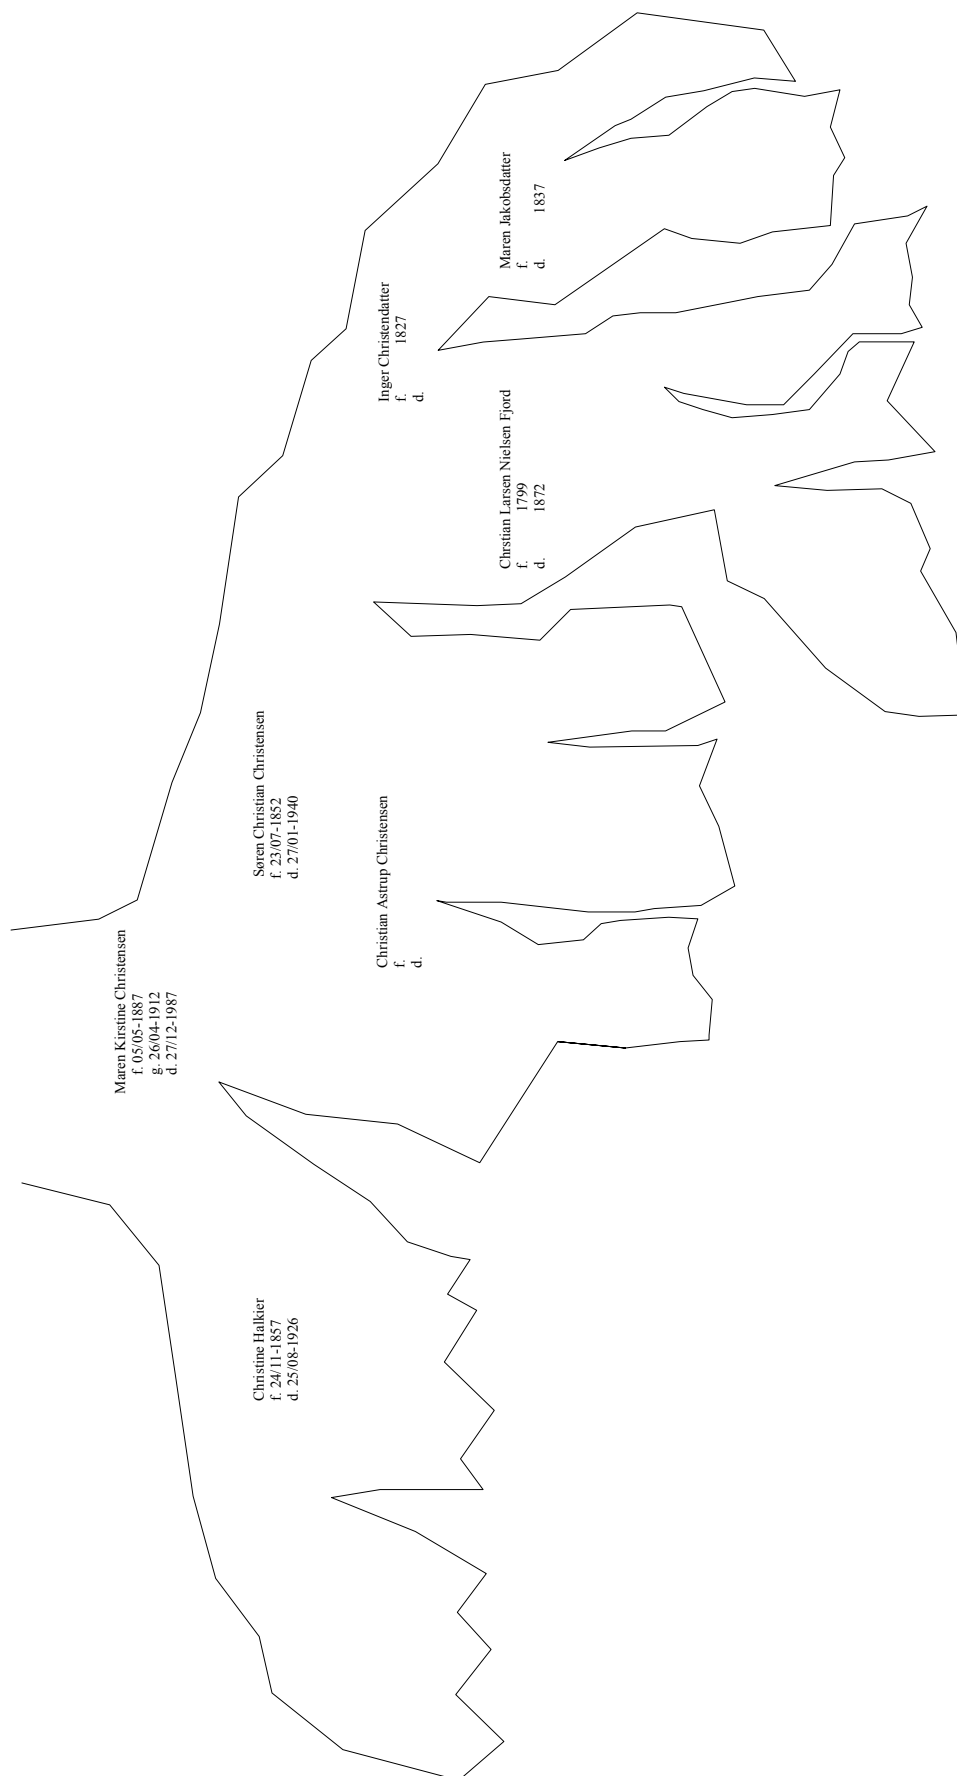 Maren Kirstine Christensen
f. 05/05-1887
g. 26/04-1912
d. 27/12-1987
Christine Halkier
f. 24/11-1857
d. 25/08-1926
Søren Christian Christensen
f. 23/07-1852
d. 27/01-1940
Christian Astrup Christensen
f.
d.
Inger Christendatter
f. 1827
d.
Chrstian Larsen Nielsen Fjord
f. 1799
d. 1872
Maren Jakobsdatter
f.
d. 1837